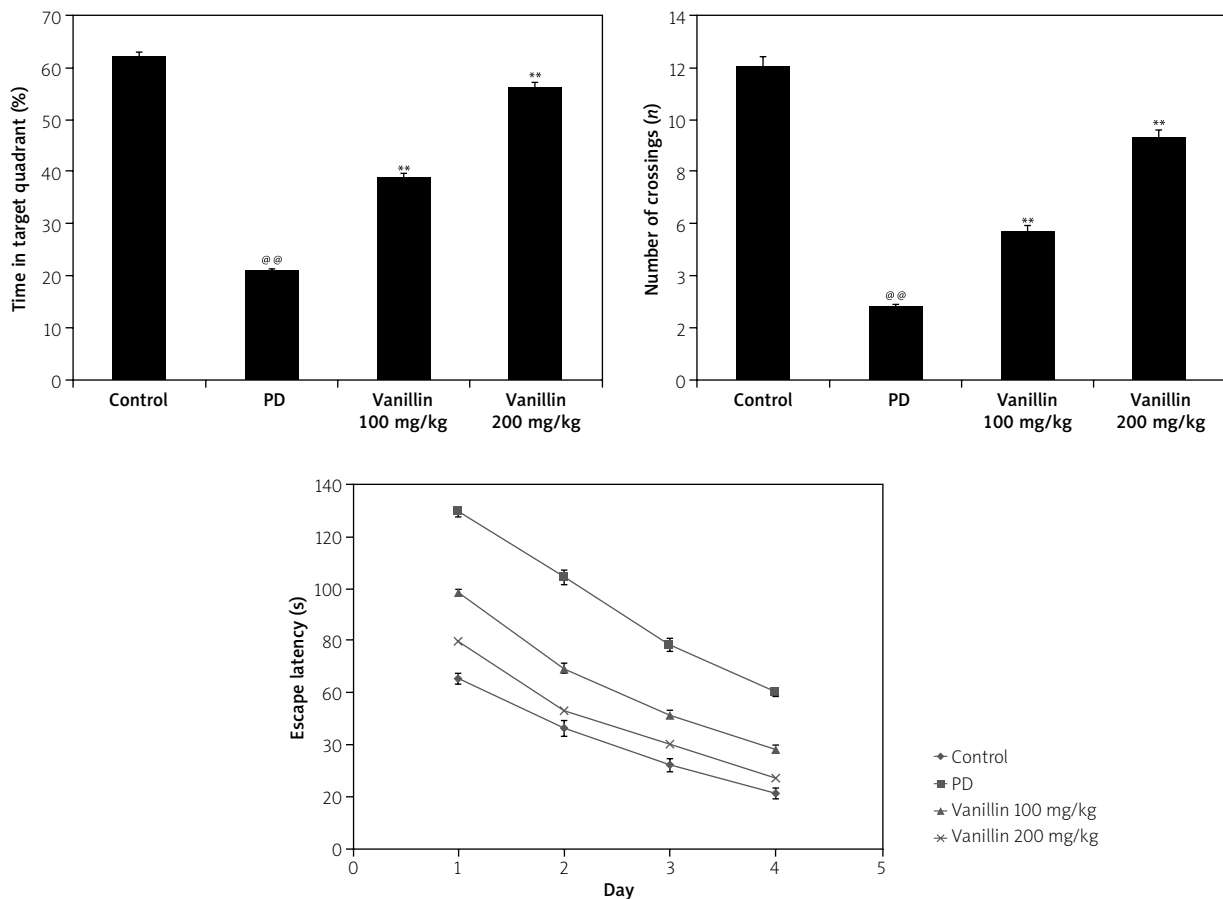 Time in target quadrant (%)
70
60
50
40
30
20
10
0
@ @
**
**
Control
PD
Vanillin
100 mg/kg
Vanillin
200 mg/kg
Number of crossings (n)
14
12
10
8
6
3
2
0
@ @
**
**
Control
PD
Vanillin
100 mg/kg
Vanillin
200 mg/kg
Escape latency (s)
140
120
100
80
60
30
20
0
0
1
2
3
4
5
Day
Control
PD
Vanillin 100 mg/kg
Vanillin 200 mg/kg